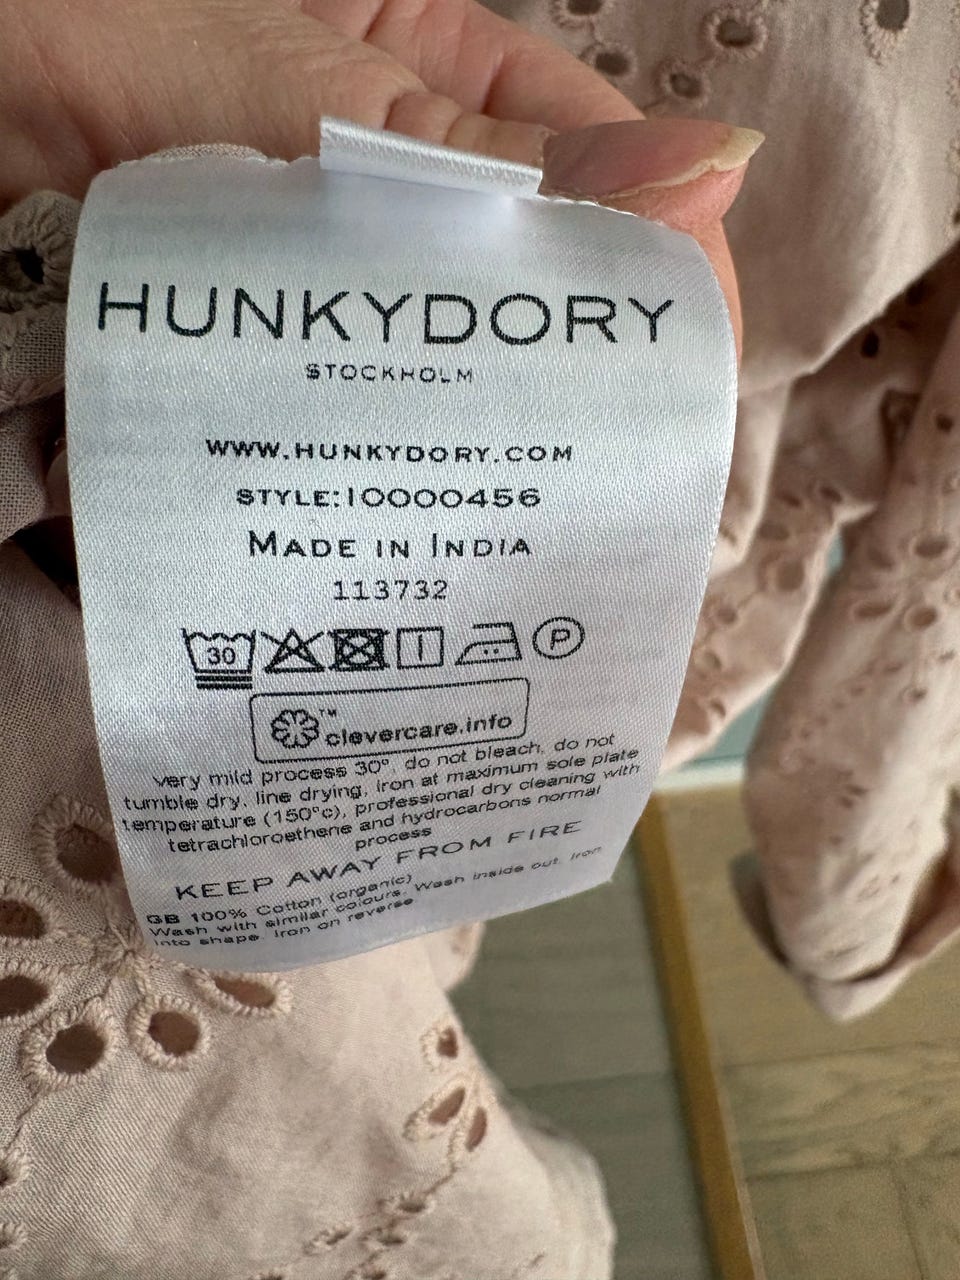 HUNKYDORY
STOCKHOLM
WWW.HUNKYDORY.COM
STYLE:10000456
MADE IN INDIA
113732
30 P
™
clevercare.info
very mild process 30°, do not bleach, do not
tumble dry, line drying, iron at maximum sole plate
temperature (150°c), professional dry cleaning with
tetrachloroethene and hydrocarbons normal
process
KEEP AWAY FROM FIRE
GB 100% Cotton (organic)
Wash with similar colours. Wash inside out. Iron
into shape. Iron on reverse